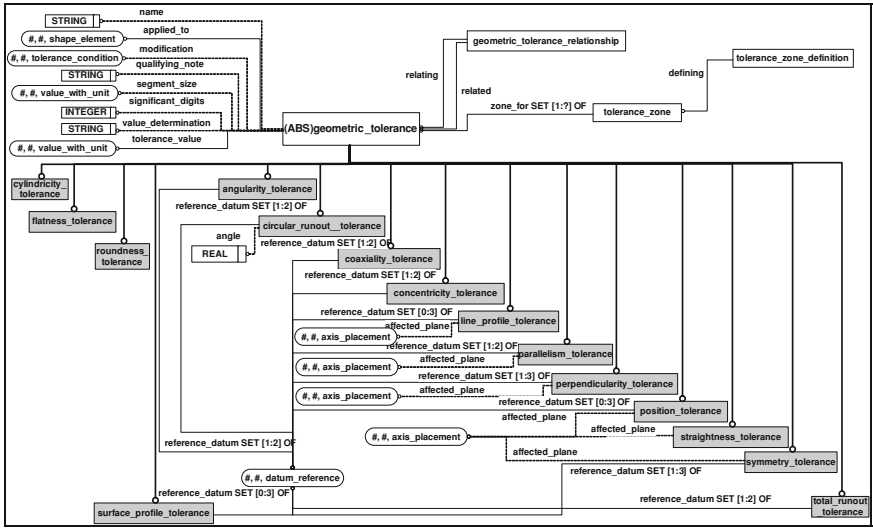 name
STRING
applied_to
#, #, shape_element
modification
#, #, tolerance_condition
qualifying_note
STRING
segment_size
#, #, value_with_unit
significant_digits
INTEGER
value_determination
STRING
tolerance_value
#, #, value_with_unit
(ABS)geometric_tolerance
geometric_tolerance_relationship
relating
related
defining
tolerance_zone_definition
zone_for SET [1:?] OF
tolerance_zone
cylindricity_
tolerance
flatness_tolerance
roundness_
tolerance
angularity_tolerance
reference_datum SET [1:2] OF
circular_runout__tolerance
angle
reference_datum SET [1:2] OF
REAL
coaxiality_tolerance
reference_datum SET [1:2] OF
concentricity_tolerance
reference_datum SET [0:3] OF
line_profile_tolerance
affected_plane
#, #, axis_placement
reference_datum SET [1:2] OF
parallelism_tolerance
affected_plane
#, #, axis_placement
reference_datum SET [1:3] OF
perpendicularity_tolerance
affected_plane
#, #, axis_placement
reference_datum SET [0:3] OF
position_tolerance
affected_plane
#, #, axis_placement
affected_plane
straightness_tolerance
reference_datum SET [1:2] OF
affected_plane
symmetry_tolerance
reference_datum SET [1:3] OF
#, #, datum_reference
reference_datum SET [0:3] OF
surface_profile_tolerance
reference_datum SET [1:2] OF
total_runout
_tolerance